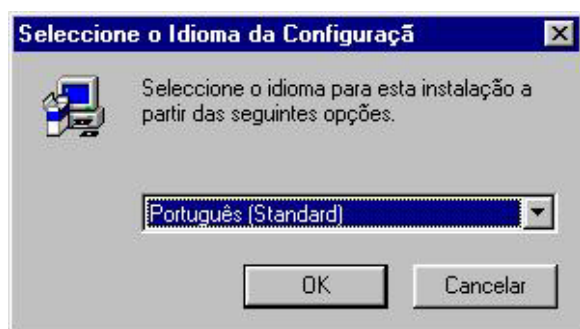 Seleccione o Idioma da Configuraçã
Seleccione o idioma para esta instalação a
partir das seguintes opções.
Português (Standard)
OK
Cancelar